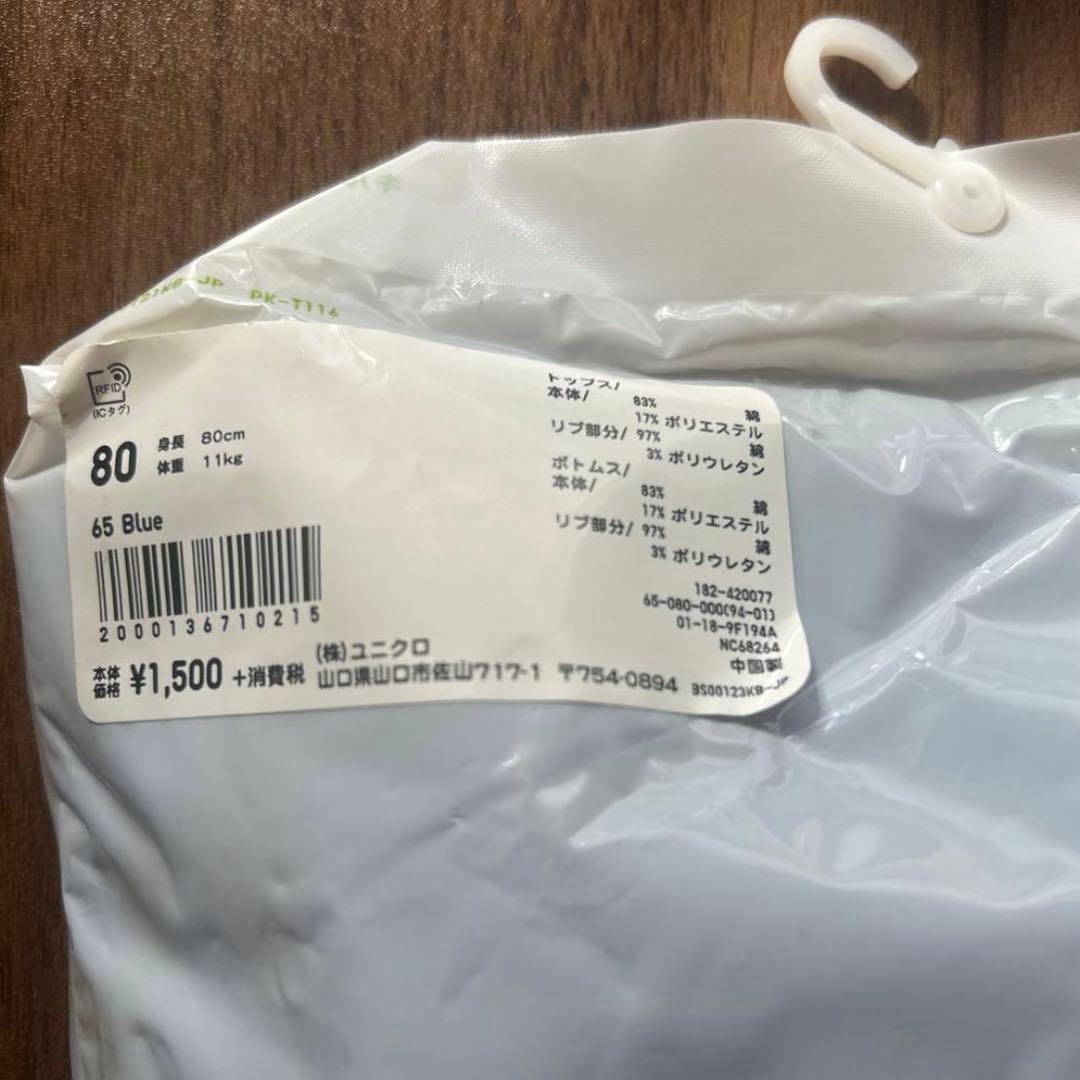 PK-T116
RFID
(ICタグ)
80
身長 80cm
体重 11kg
65 Blue
2000136710215
本体価格 ¥1,500 +消費税
(株)ユニクロ
山口県山口市佐山717-1 〒754-0894
トップス/
本体/ 83% 綿
17% ポリエステル
リブ部分/ 97% 綿
3% ポリウレタン
ボトムス/
本体/ 83% 綿
17% ポリエステル
リブ部分/ 97% 綿
3% ポリウレタン
182-420077
65-080-000(94-01)
01-18-9F194A
NC68264
中国製
BS00123KB-JP